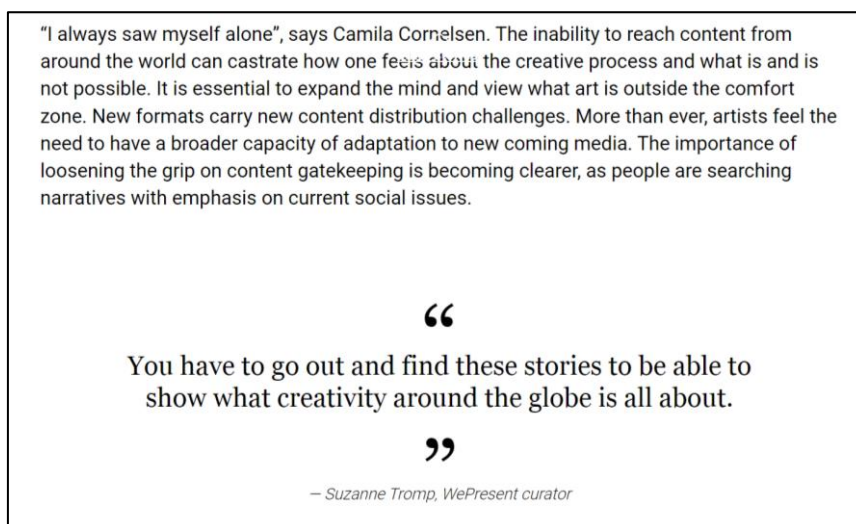 “I always saw myself alone”, says Camila Cornelsen. The inability to reach content from
around the world can castrate how one feels about the creative process and what is and is
not possible. It is essential to expand the mind and view what art is outside the comfort
zone. New formats carry new content distribution challenges. More than ever, artists feel the
need to have a broader capacity of adaptation to new coming media. The importance of
loosening the grip on content gatekeeping is becoming clearer, as people are searching
narratives with emphasis on current social issues.
“
You have to go out and find these stories to be able to
show what creativity around the globe is all about.
”
— Suzanne Tromp, WePresent curator